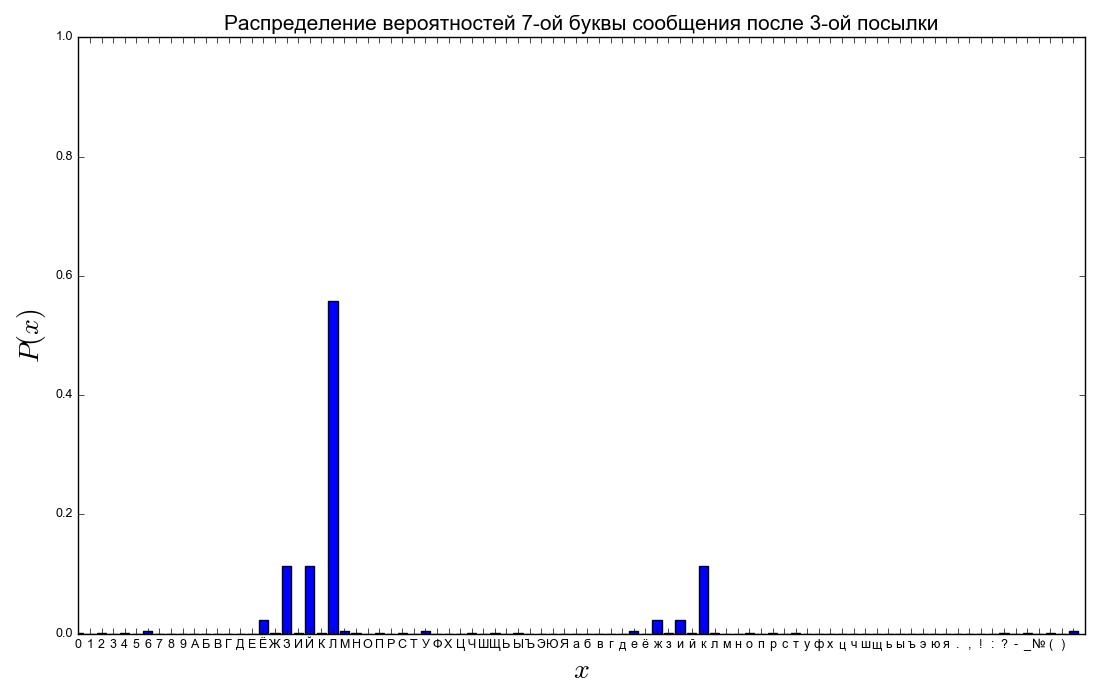 Распределение вероятностей 7-ой буквы сообщения после 3-ой посылки
1.0
0.8
0.6
0.4
0.2
0.0
P(x)
0 1 2 3 4 5 6 7 8 9 А Б В Г Д Е Ё Ж З И Й К Л М Н О П Р С Т У Ф Х Ц Ч Ш Щ Ь Ы Ъ Э Ю Я а б в г д е ё ж з и й к л м н о п р с т у ф х ц ч ш щ ь ы ъ э ю я . , ! : ? - _ № ( )
x